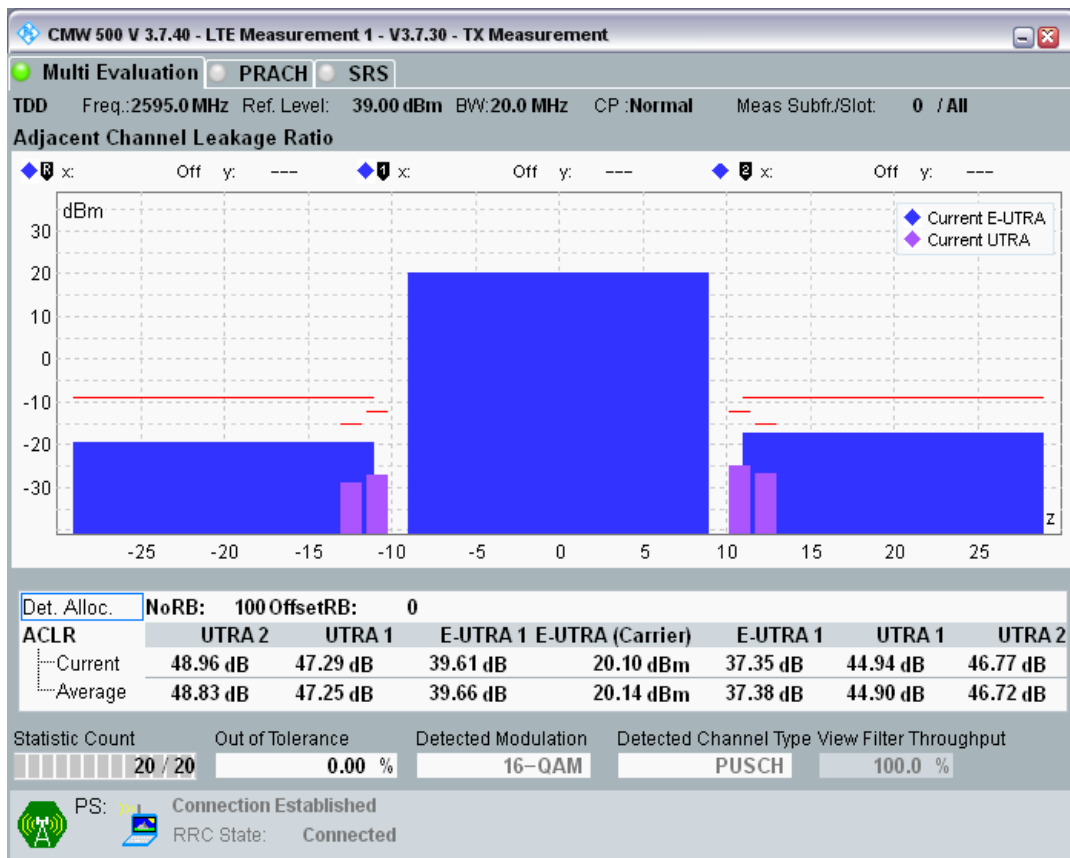 CMW 500 V 3.7.40 - LTE Measurement 1 - V3.7.30 - TX Measurement
Multi Evaluation PRACH SRS
TDD Freq.:2595.0 MHz Ref. Level: 39.00 dBm BW:20.0 MHz CP :Normal Meas Subfr./Slot: 0 / All
Adjacent Channel Leakage Ratio
R x: Off y: --- 1 x: Off y: --- 2 x: Off y: ---
dBm
Current E-UTRA
Current UTRA
30
20
10
0
-10
-20
-30
z
-25 -20 -15 -10 -5 0 5 10 15 20 25
Det. Alloc. NoRB: 100 OffsetRB: 0
ACLR UTRA 2 UTRA 1 E-UTRA 1 E-UTRA (Carrier) E-UTRA 1 UTRA 1 UTRA 2
Current 48.96 dB 47.29 dB 39.61 dB 20.10 dBm 37.35 dB 44.94 dB 46.77 dB
Average 48.83 dB 47.25 dB 39.66 dB 20.14 dBm 37.38 dB 44.90 dB 46.72 dB
Statistic Count Out of Tolerance Detected Modulation Detected Channel Type View Filter Throughput
20 / 20 0.00 % 16-QAM PUSCH 100.0 %
PS: Connection Established
RRC State: Connected